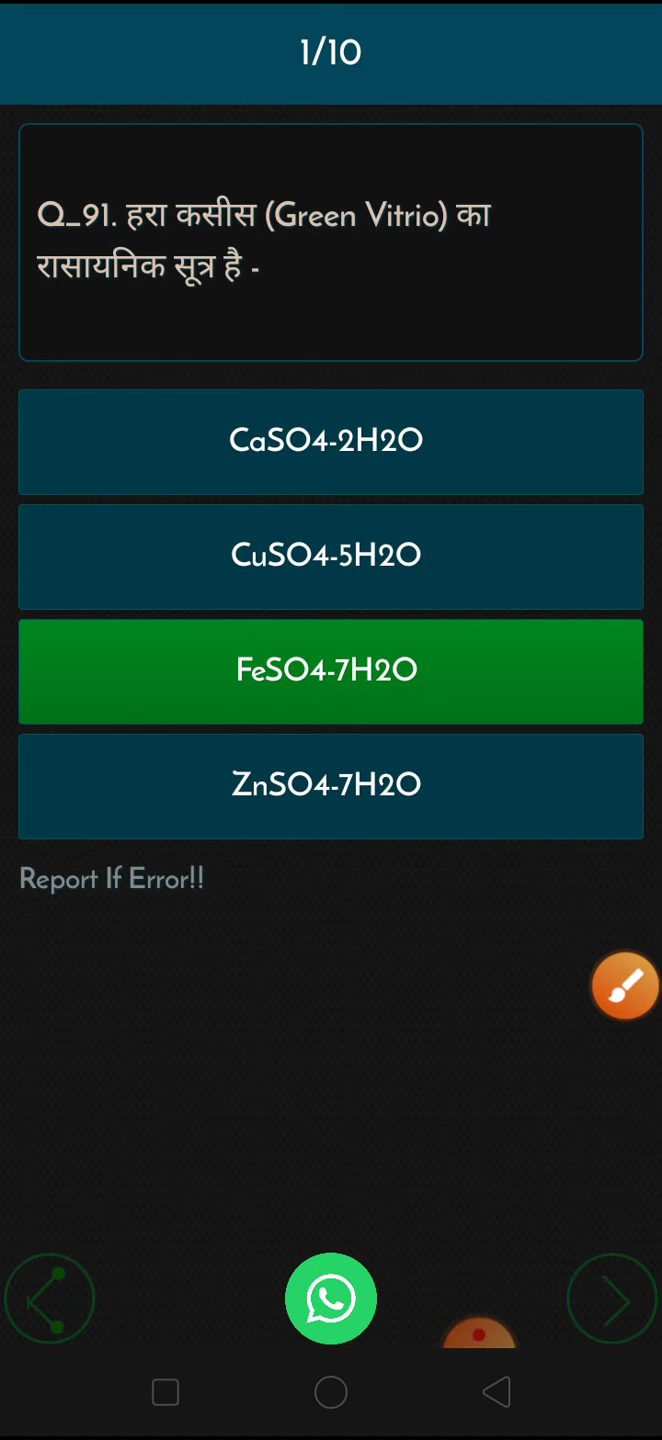 1/10
Q_91. हरा कसीस (Green Vitrio) का
रासायनिक सूत्र है -
CaSO4-2H2O
CuSO4-5H2O
FeSO4-7H2O
ZnSO4-7H2O
Report If Error!!